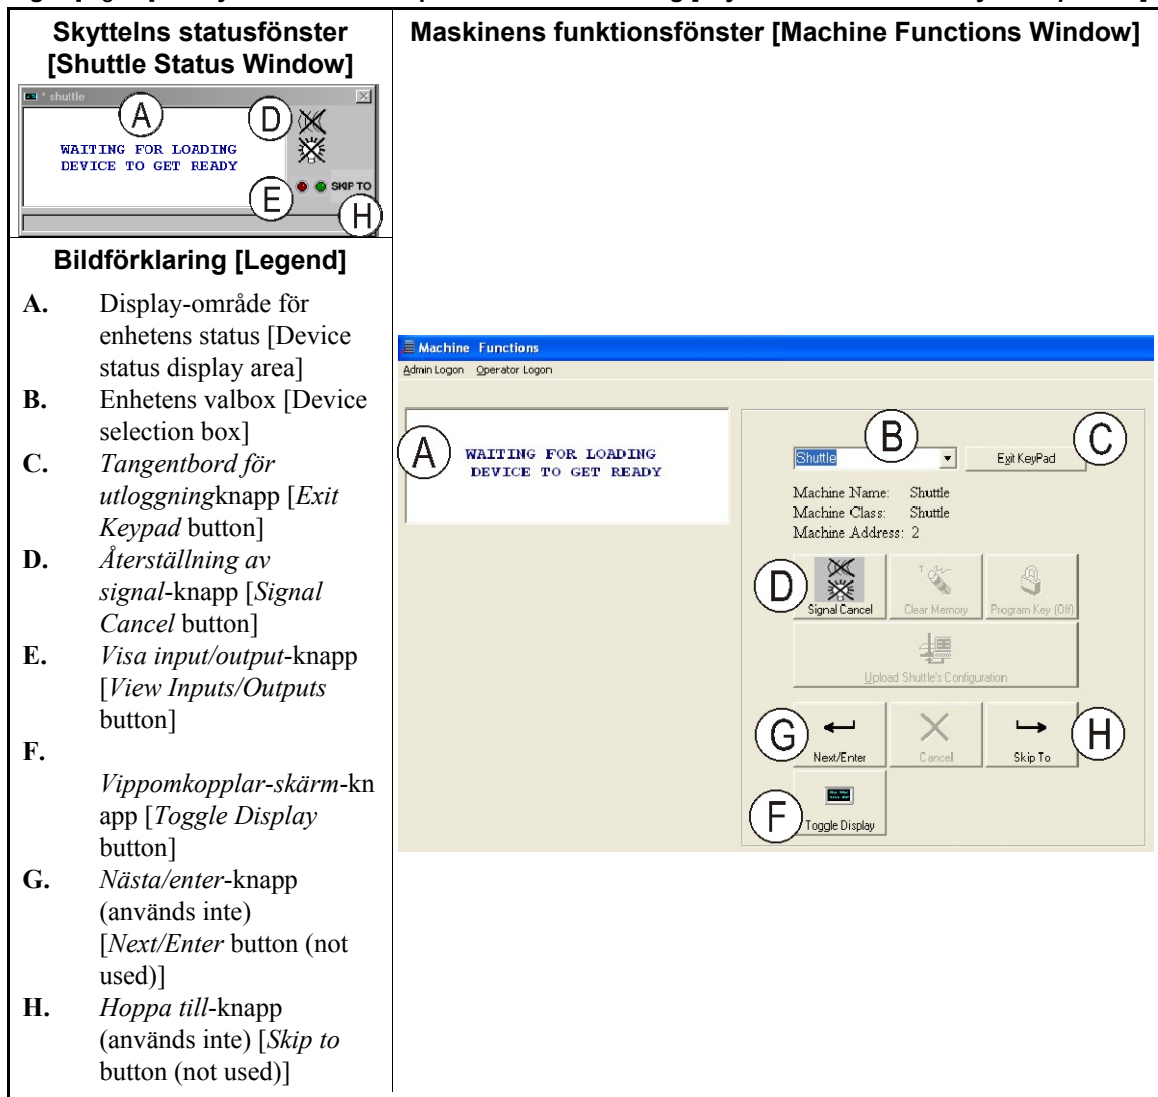 Skyttelns statusfönster
[Shuttle Status Window]
* shuttle
A
D
WAITING FOR LOADING
DEVICE TO GET READY
E
SKIP TO
H
Bildförklaring [Legend]
A. Display-område för
enhetens status [Device
status display area]
B. Enhetens valbox [Device
selection box]
C. Tangentbord för
utloggningknapp [Exit
Keypad button]
D. Återställning av
signal-knapp [Signal
Cancel button]
E. Visa input/output-knapp
[View Inputs/Outputs
button]
F.
Vippomkopplar-skärm-kn
app [Toggle Display
button]
G. Nästa/enter-knapp
(används inte)
[Next/Enter button (not
used)]
H. Hoppa till-knapp
(används inte) [Skip to
button (not used)]
Maskinens funktionsfönster [Machine Functions Window]
Machine Functions
Admin Logon Operator Logon
A
WAITING FOR LOADING
DEVICE TO GET READY
B
C
Shuttle
Exit KeyPad
Machine Name: Shuttle
Machine Class: Shuttle
Machine Address: 2
D
Signal Cancel
Clear Memory
Program Key (Off)
Upload Shuttle's Configuration
G
Next/Enter
Cancel
Skip To
H
F
Toggle Display